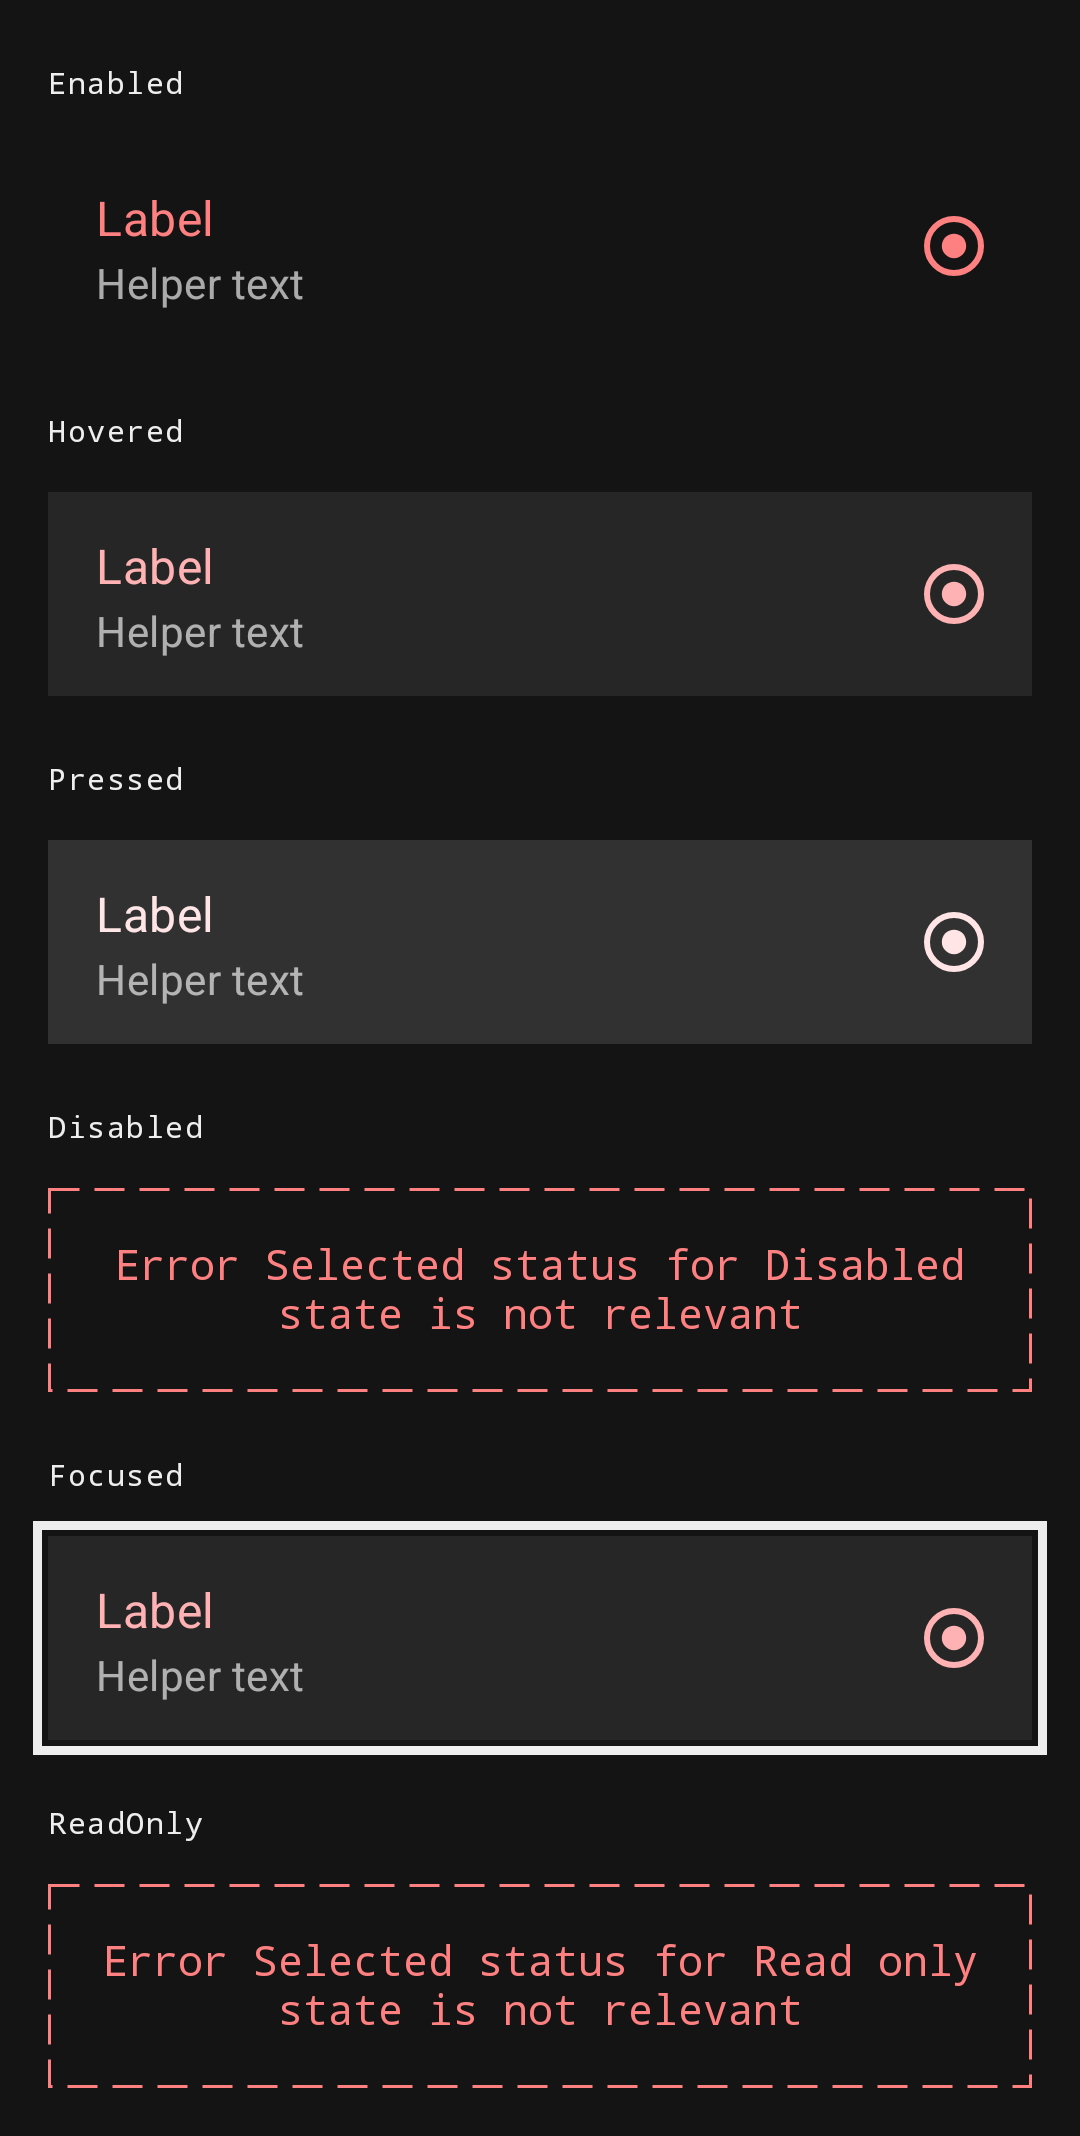 Enabled
Label
Helper text
Hovered
Label
Helper text
Pressed
Label
Helper text
Disabled
Error Selected status for Disabled
state is not relevant
Focused
Label
Helper text
ReadOnly
Error Selected status for Read only
state is not relevant